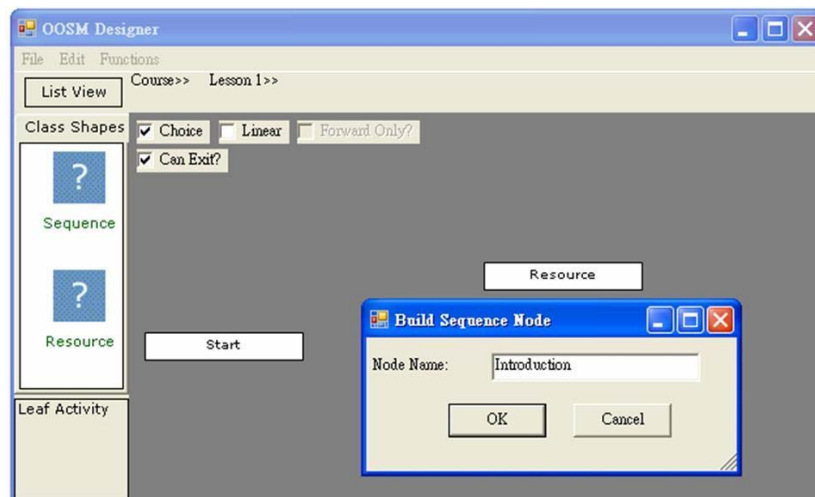 OOSM Designer
File Edit Functions
List View
Course>> Lesson 1>>
Class Shapes
Choice Linear Forward Only?
Can Exit?
?
Sequence
?
Resource
Leaf Activity
Start
Resource
Build Sequence Node
Node Name: Introduction
OK Cancel